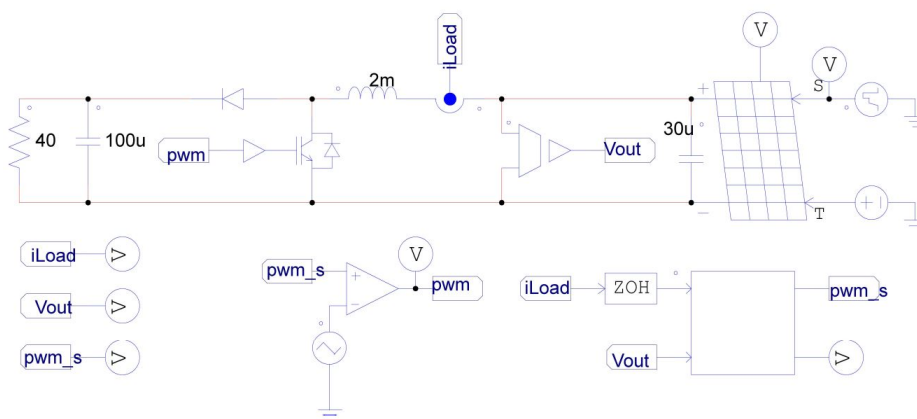 iLoad
V
V
2m
+
S
40
100u
pwm
Vout
30u
+ -
-
T
iLoad
V
V
pwm_s
+
pwm
iLoad
ZOH
pwm_s
Vout
V
-
Vout
V
pwm_s
V